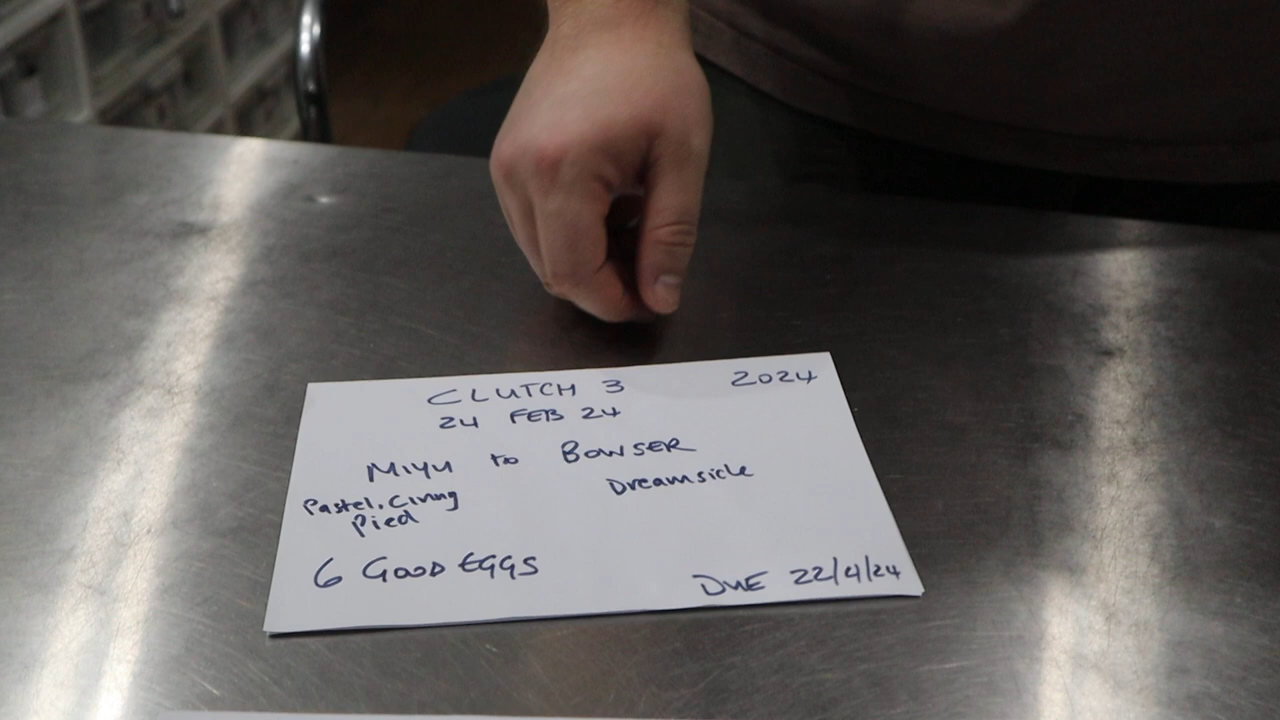 CLUTCH 3 2024
24 FEB 24
MIYU to BOWSER
Pastel, Cinny Dreamsicle
Pied
6 GOOD EGGS
DUE 22/4/24